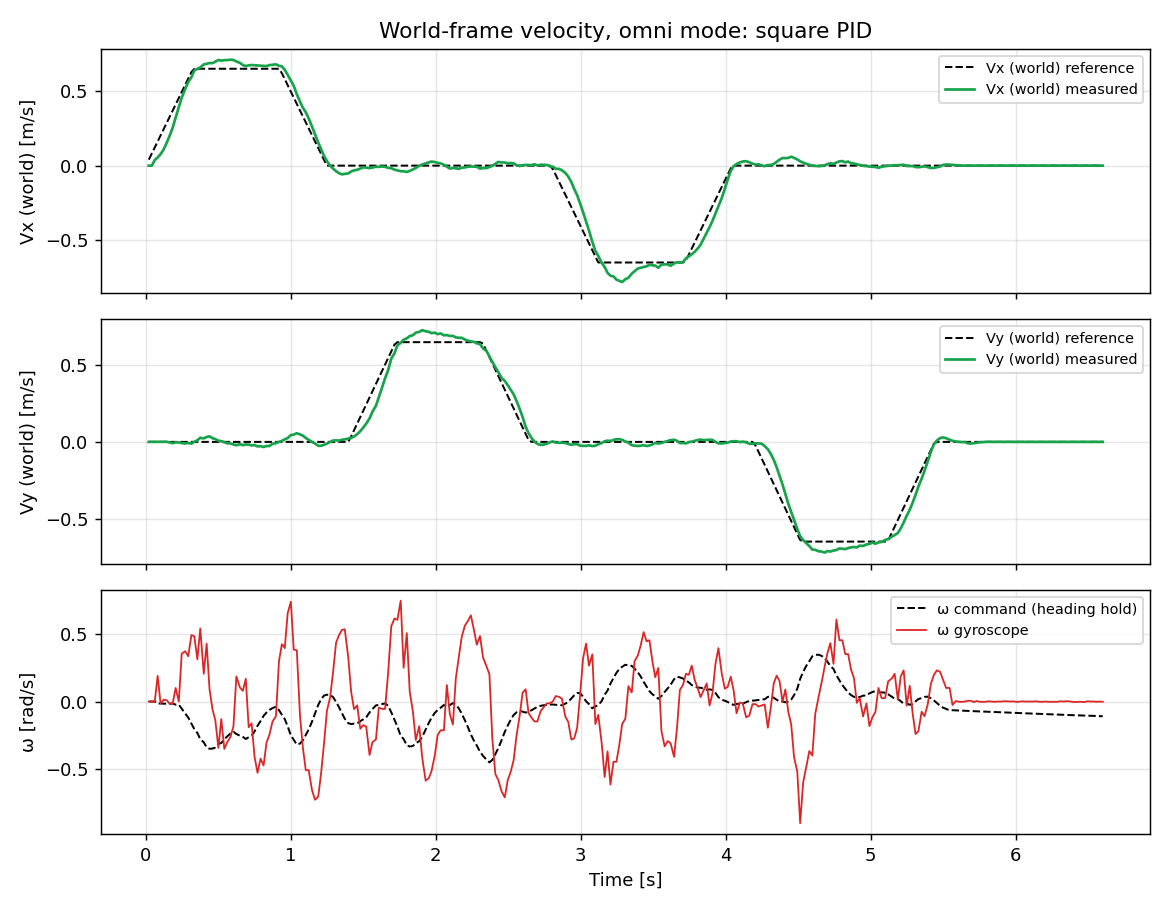 World-frame velocity, omni mode: square PID
Vx (world) [m/s]
0.5
0.0
−0.5
Vx (world) reference
Vx (world) measured
Vy (world) [m/s]
0.5
0.0
−0.5
Vy (world) reference
Vy (world) measured
ω [rad/s]
0.5
0.0
−0.5
ω command (heading hold)
ω gyroscope
0 1 2 3 4 5 6
Time [s]